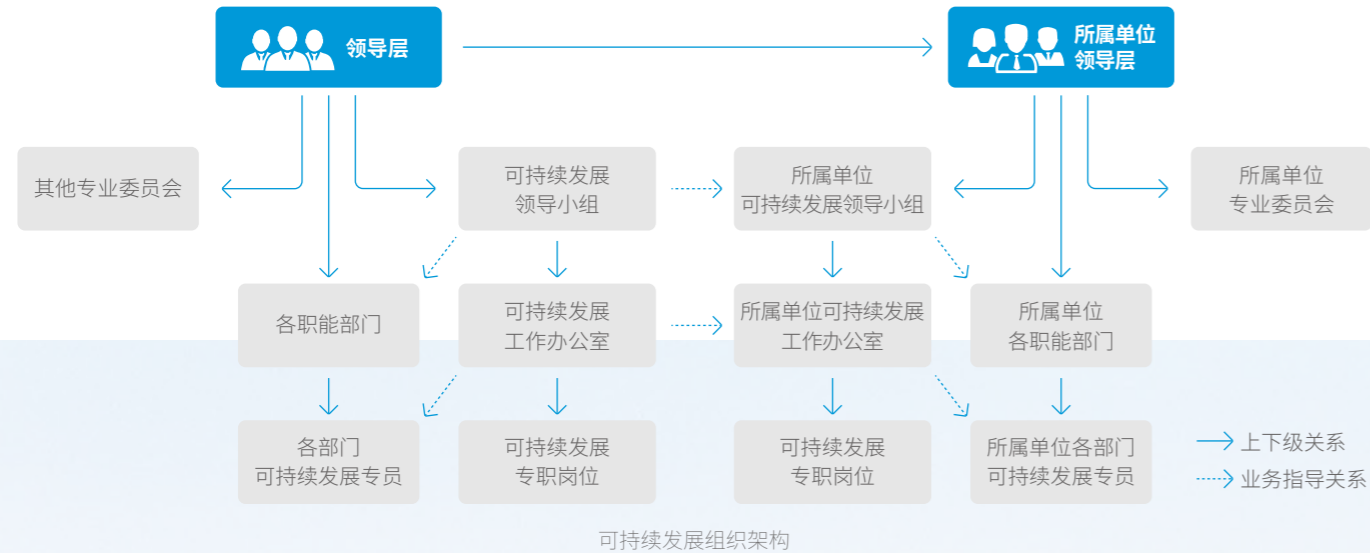 领导层
所属单位
领导层
其他专业委员会
可持续发展
领导小组
所属单位
可持续发展领导小组
所属单位
专业委员会
各职能部门
可持续发展
工作办公室
所属单位可持续发展
工作办公室
所属单位
各职能部门
各部门
可持续发展专员
可持续发展
专职岗位
可持续发展
专职岗位
所属单位各部门
可持续发展专员
上下级关系
业务指导关系
可持续发展组织架构